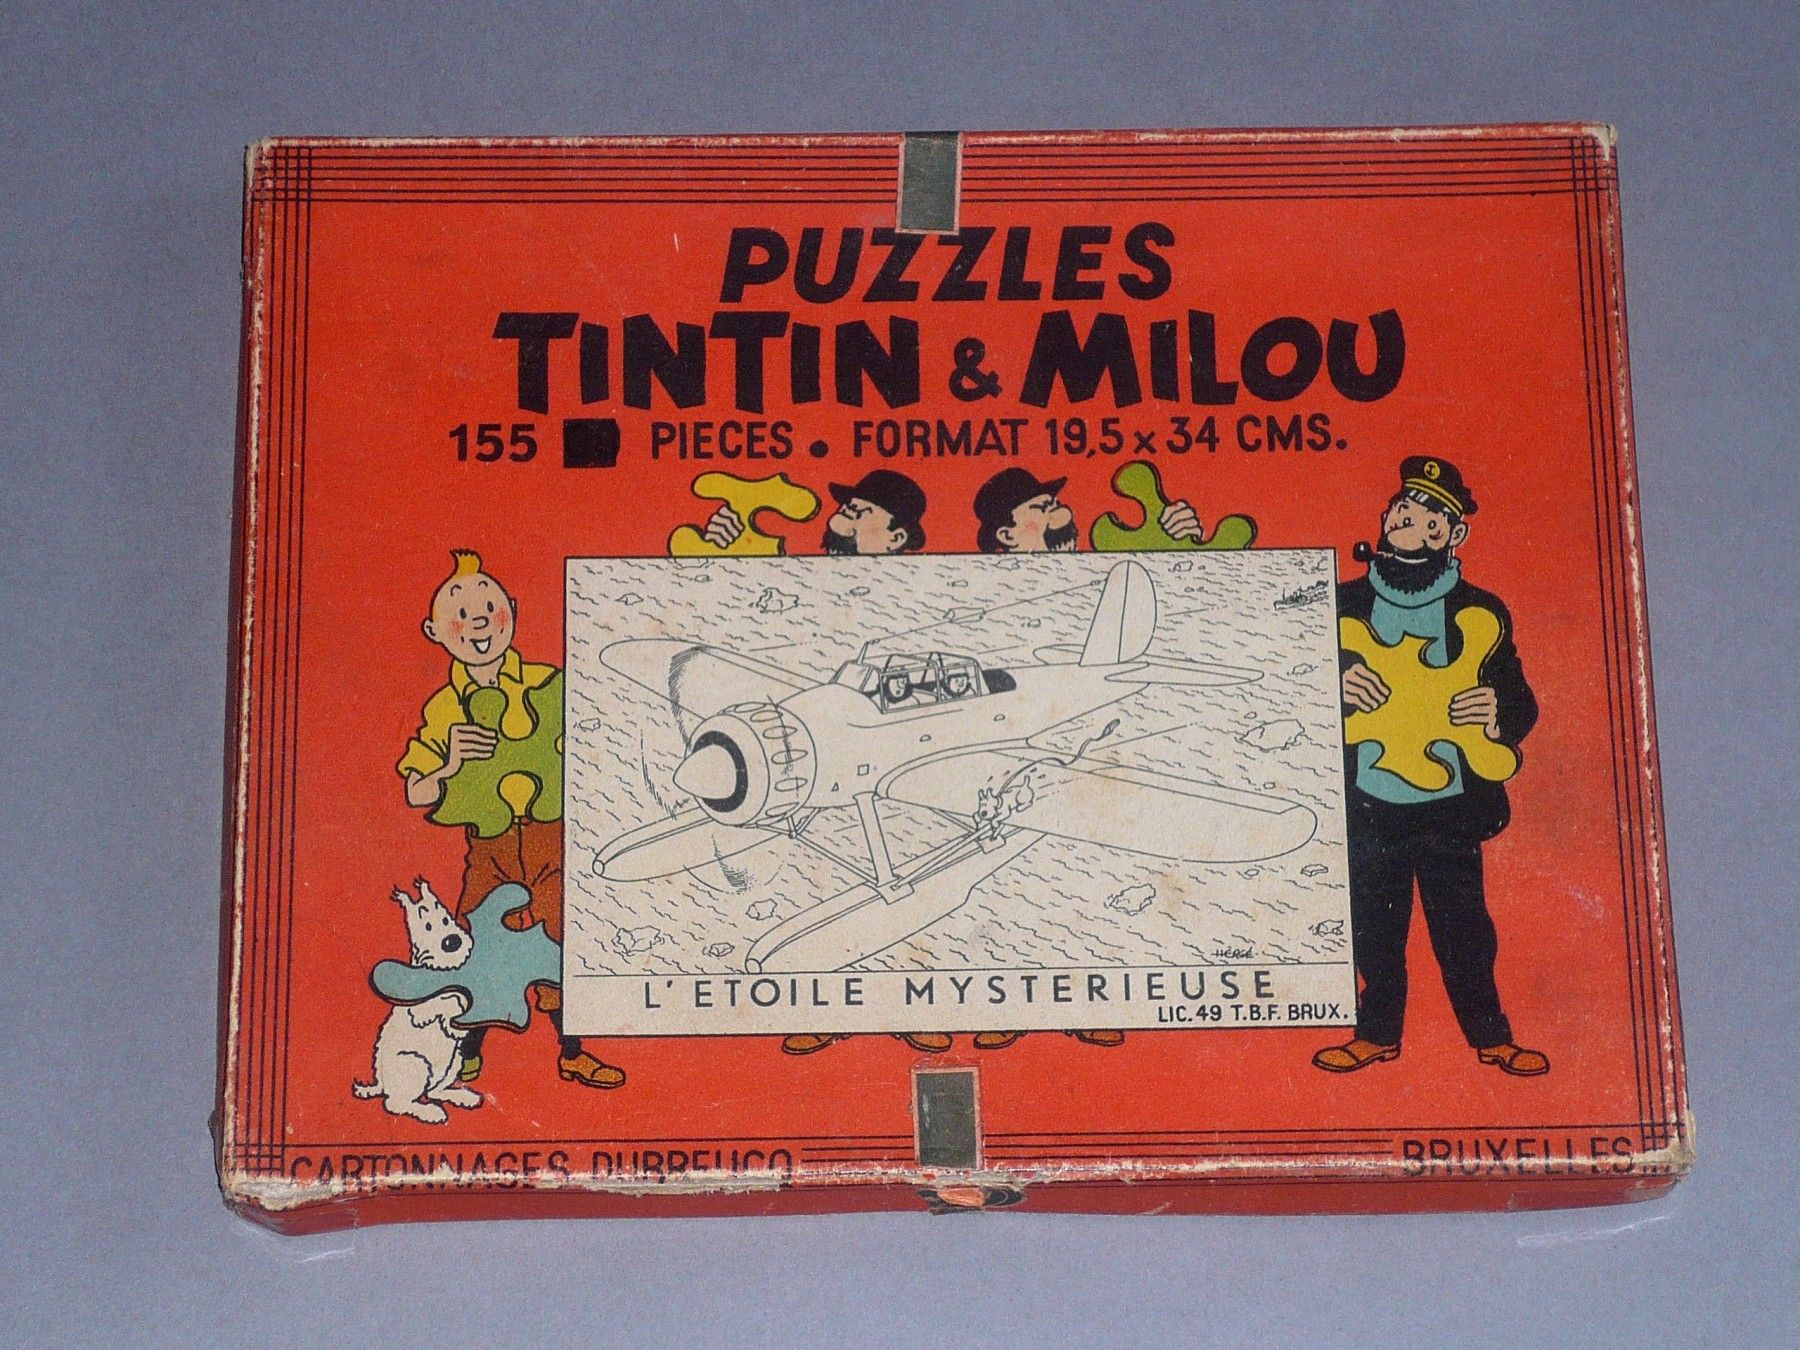 PUZZLES
TINTIN & MILOU
155 PIECES. FORMAT 19,5 x 34 CMS.
HERGÉ
L'ETOILE MYSTERIEUSE
LIC. 49 T.B.F. BRUX.
CARTONNAGES DUBREUCQ
BRUXELLES